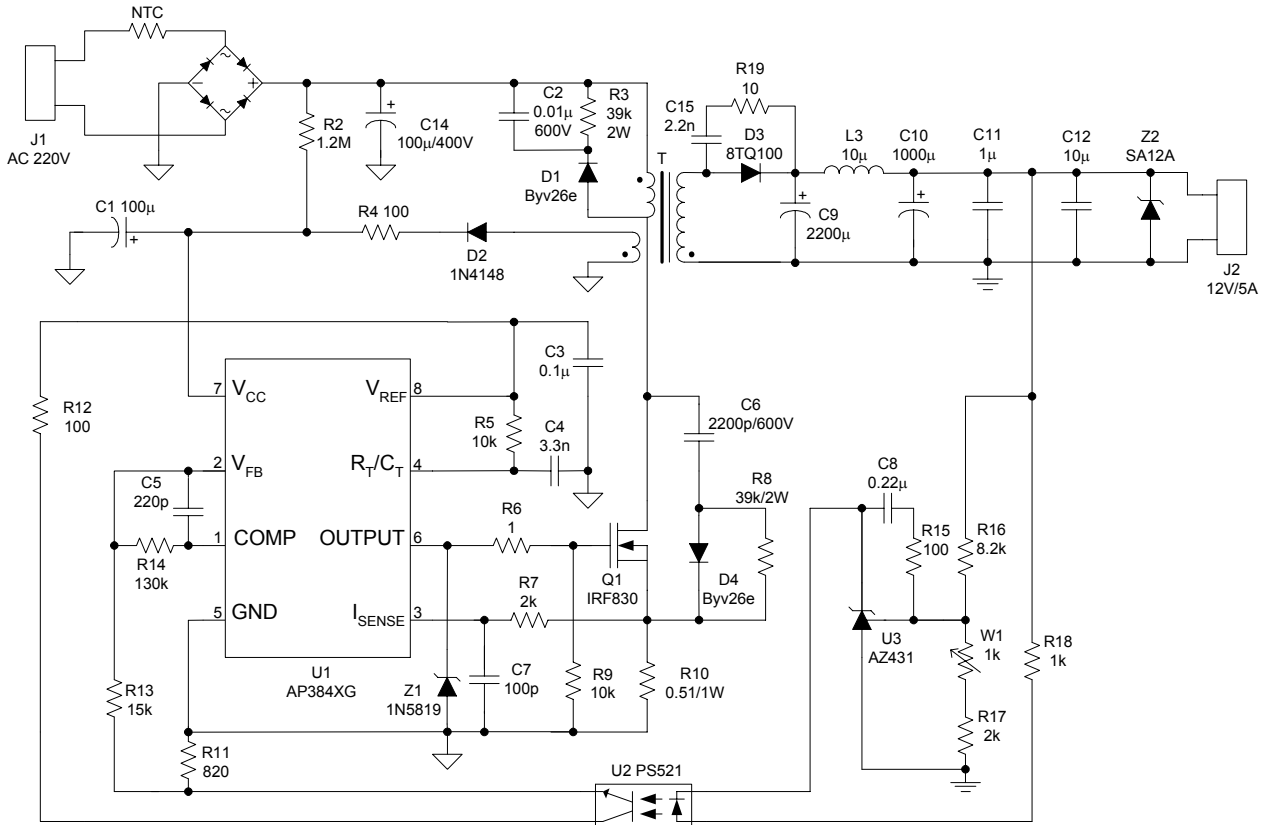 NTC
J1
AC 220V
R2
1.2M
C14
100μ/400V
C2
0.01μ
600V
R3
39k
2W
D1
Byv26e
T
C15
2.2n
R19
10
D3
8TQ100
L3
10μ
C9
2200μ
C10
1000μ
C11
1μ
C12
10μ
Z2
SA12A
J2
12V/5A
C1 100μ
R4 100
D2
1N4148
R12
100
7 VCC
VREF 8
2 VFB
RT/CT 4
1 COMP
OUTPUT 6
5 GND
ISENSE 3
U1
AP384XG
C5
220p
R14
130k
R13
15k
R11
820
R5
10k
C3
0.1μ
C4
3.3n
R6
1
R7
2k
Q1
IRF830
Z1
1N5819
C7
100p
R9
10k
R10
0.51/1W
C6
2200p/600V
R8
39k/2W
D4
Byv26e
C8
0.22μ
R15
100
R16
8.2k
U3
AZ431
W1
1k
R18
1k
R17
2k
U2 PS521